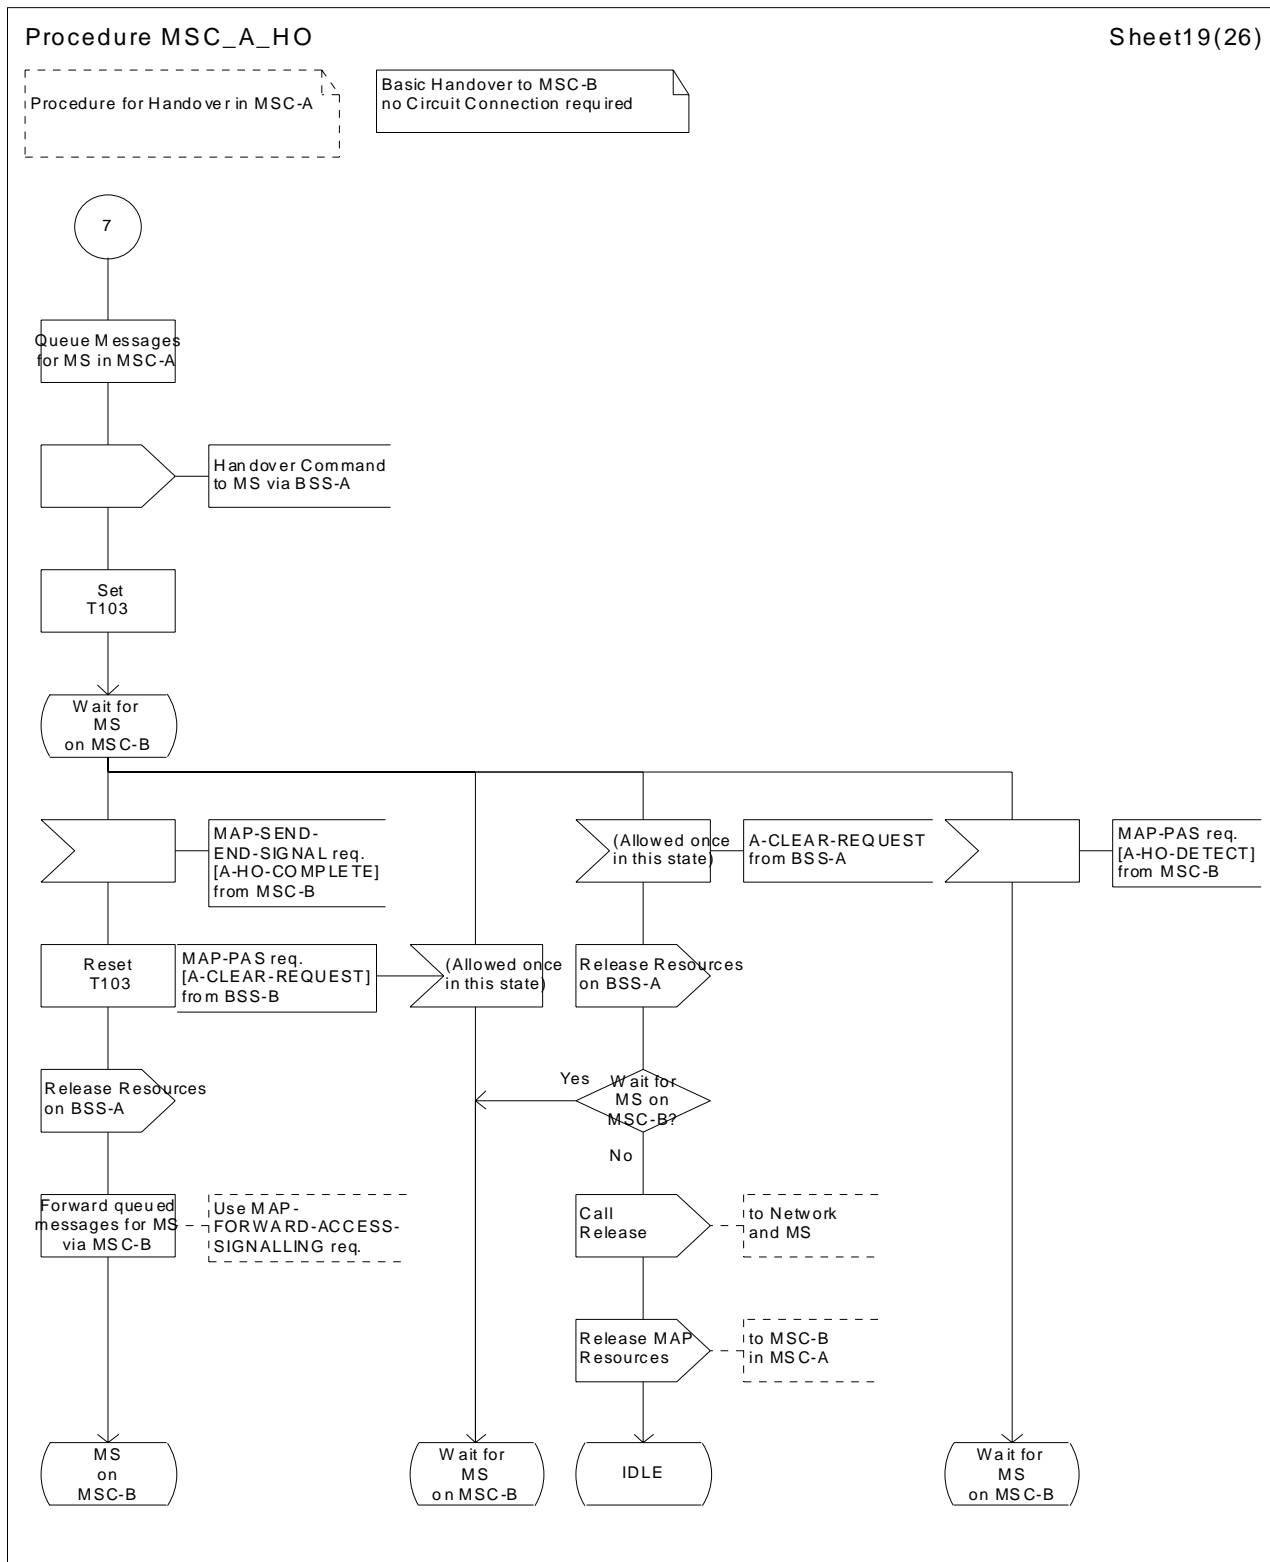 Procedure MSC_A_HO
Sheet19(26)
Procedure for Handover in MSC-A
Basic Handover to MSC-B
no Circuit Connection required
7
Queue Messages
for MS in MSC-A
Handover Command
to MS via BSS-A
Set
T103
Wait for
MS
on MSC-B
MAP-SEND-
END-SIGNAL req.
[A-HO-COMPLETE]
from MSC-B
(Allowed once
in this state)
A-CLEAR-REQUEST
from BSS-A
MAP-PAS req.
[A-HO-DETECT]
from MSC-B
Reset
T103
MAP-PAS req.
[A-CLEAR-REQUEST]
from BSS-B
(Allowed once
in this state)
Release Resources
on BSS-A
Release Resources
on BSS-A
Yes
Wait for
MS on
MSC-B?
No
Forward queued
messages for MS
via MSC-B
Use MAP-
FORWARD-ACCESS-
SIGNALLING req.
Call
Release
to Network
and MS
Release MAP
Resources
to MSC-B
in MSC-A
MS
on
MSC-B
Wait for
MS
on MSC-B
IDLE
Wait for
MS
on MSC-B